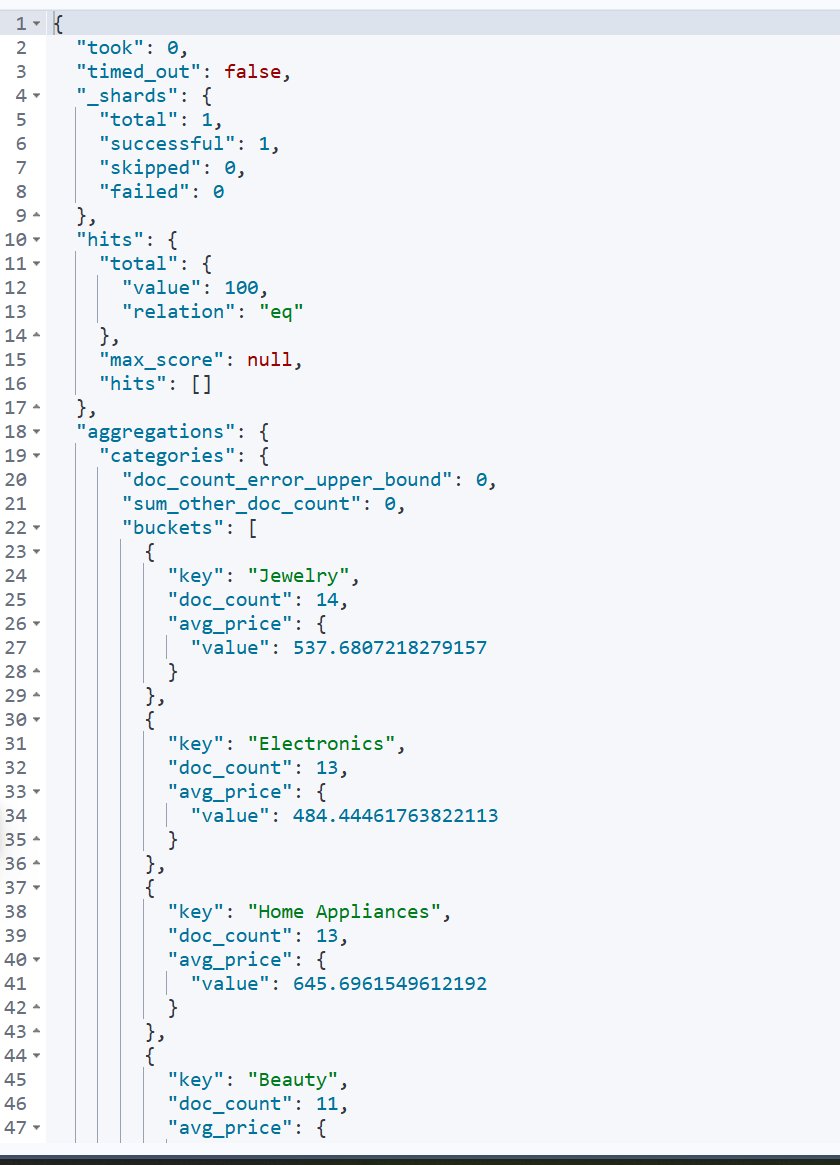 1 {
2 "took": 0,
3 "timed_out": false,
4 "_shards": {
5 "total": 1,
6 "successful": 1,
7 "skipped": 0,
8 "failed": 0
9 },
10 "hits": {
11 "total": {
12 "value": 100,
13 "relation": "eq"
14 },
15 "max_score": null,
16 "hits": []
17 },
18 "aggregations": {
19 "categories": {
20 "doc_count_error_upper_bound": 0,
21 "sum_other_doc_count": 0,
22 "buckets": [
23 {
24 "key": "Jewelry",
25 "doc_count": 14,
26 "avg_price": {
27 "value": 537.6807218279157
28 }
29 },
30 {
31 "key": "Electronics",
32 "doc_count": 13,
33 "avg_price": {
34 "value": 484.44461763822113
35 }
36 },
37 {
38 "key": "Home Appliances",
39 "doc_count": 13,
40 "avg_price": {
41 "value": 645.6961549612192
42 }
43 },
44 {
45 "key": "Beauty",
46 "doc_count": 11,
47 "avg_price": {